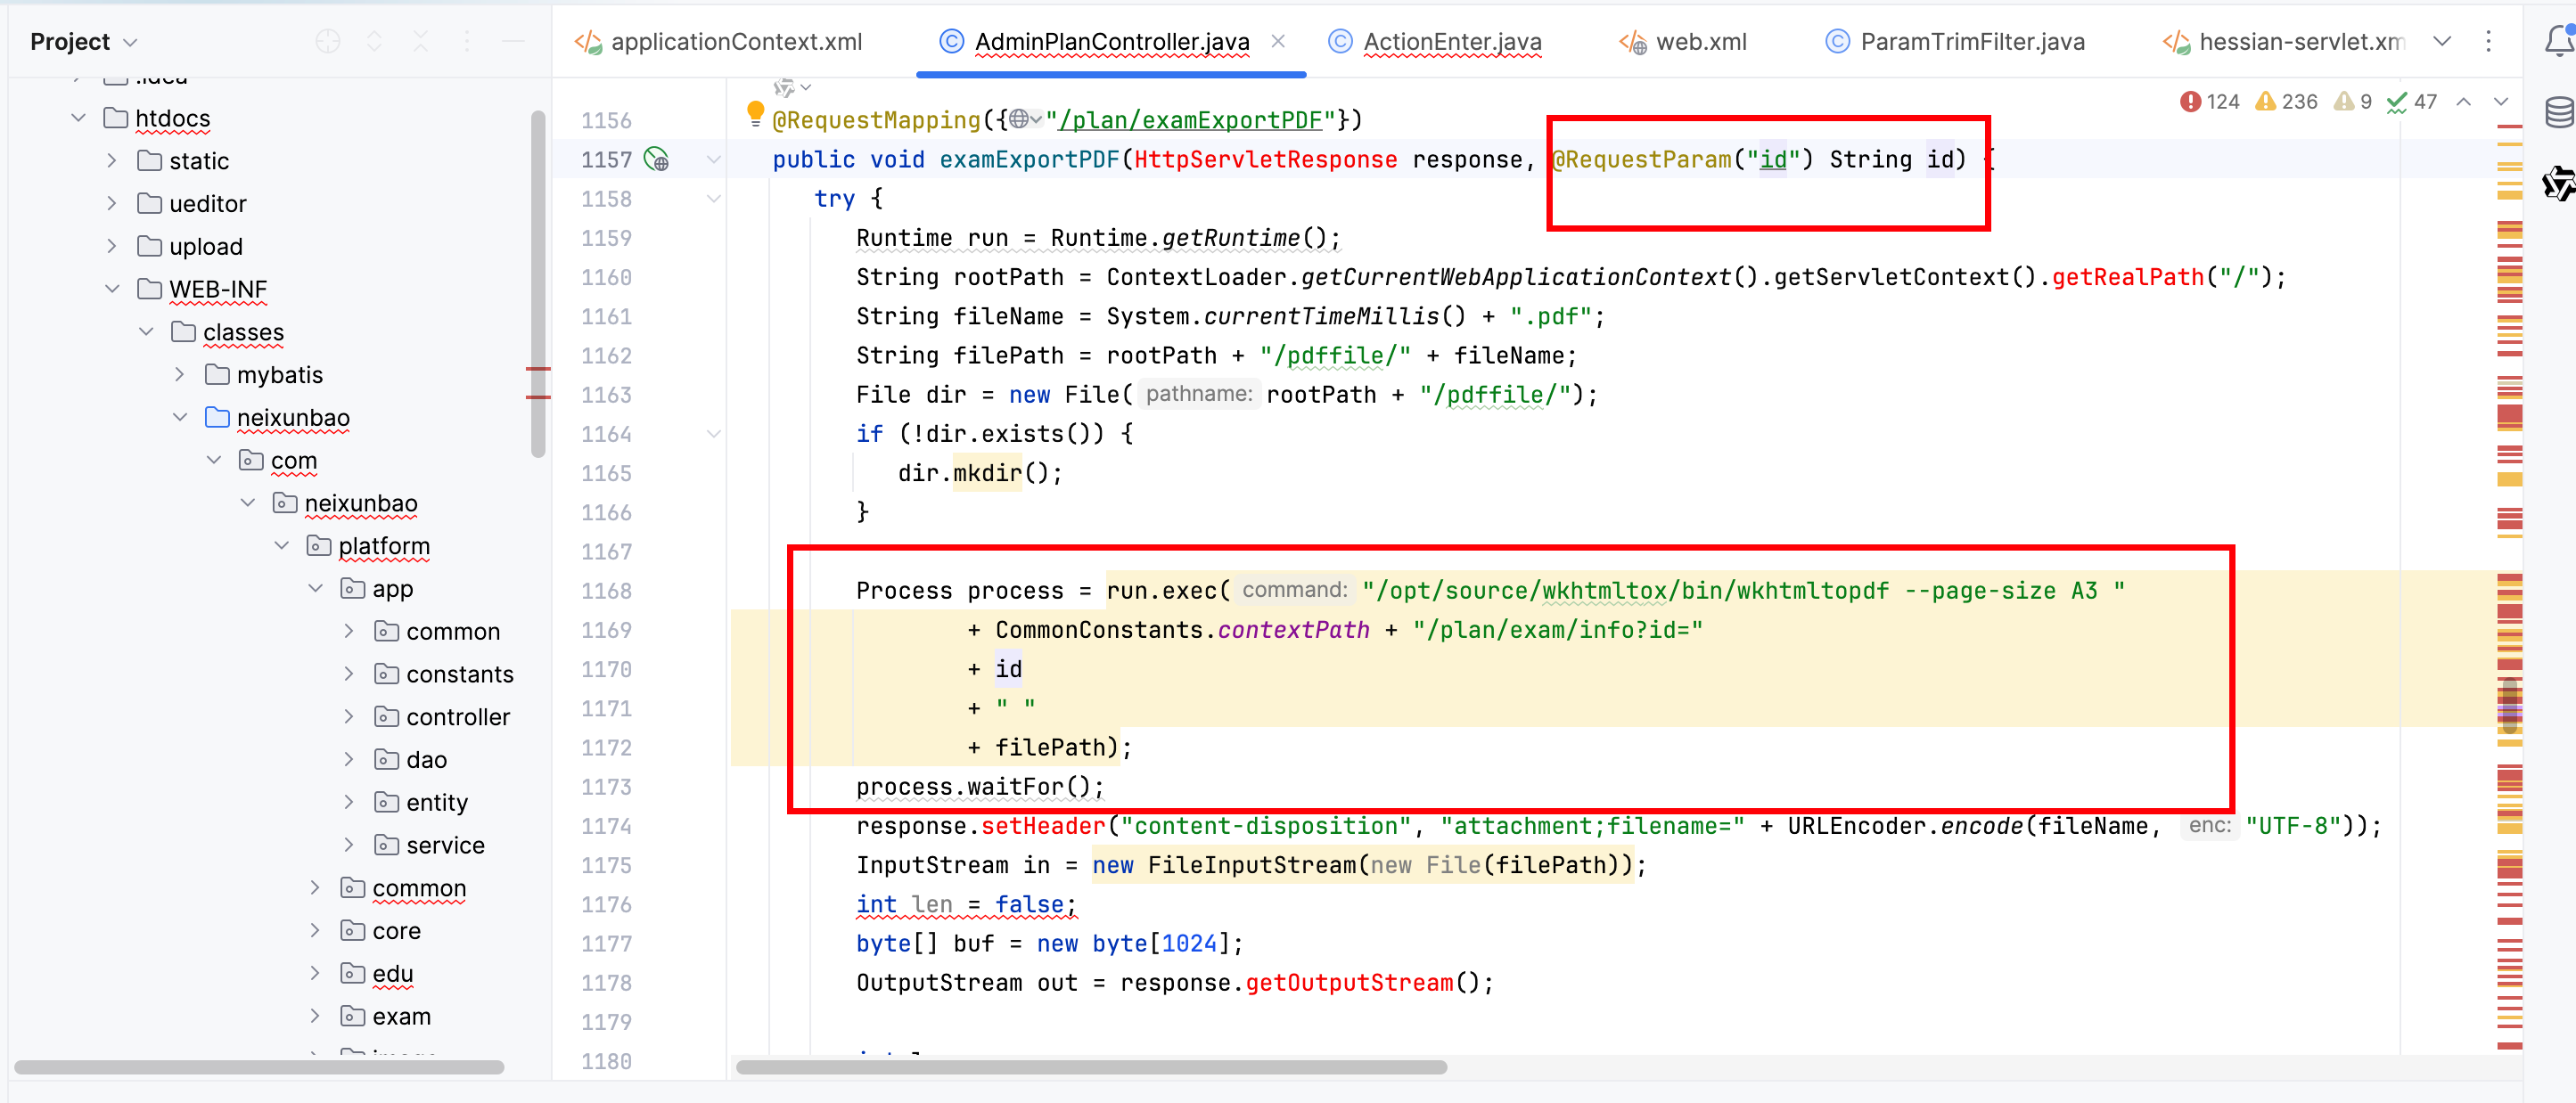 Project
applicationContext.xml
AdminPlanController.java
ActionEnter.java
web.xml
ParamTrimFilter.java
hessian-servlet.xm
.idea
htdocs
static
ueditor
upload
WEB-INF
classes
mybatis
neixunbao
com
neixunbao
platform
app
common
constants
controller
dao
entity
service
common
core
edu
exam
124 236 9 47
1156 @RequestMapping({"/plan/examExportPDF"})
1157 public void examExportPDF(HttpServletResponse response, @RequestParam("id") String id) {
1158 try {
1159 Runtime run = Runtime.getRuntime();
1160 String rootPath = ContextLoader.getCurrentWebApplicationContext().getServletContext().getRealPath("/");
1161 String fileName = System.currentTimeMillis() + ".pdf";
1162 String filePath = rootPath + "/pdffile/" + fileName;
1163 File dir = new File( pathname: rootPath + "/pdffile/");
1164 if (!dir.exists()) {
1165 dir.mkdir();
1166 }
1167
1168 Process process = run.exec( command: "/opt/source/wkhtmltox/bin/wkhtmltopdf --page-size A3 "
1169 + CommonConstants.contextPath + "/plan/exam/info?id="
1170 + id
1171 + " "
1172 + filePath);
1173 process.waitFor();
1174 response.setHeader("content-disposition", "attachment;filename=" + URLEncoder.encode(fileName, enc: "UTF-8"));
1175 InputStream in = new FileInputStream(new File(filePath));
1176 int len = false;
1177 byte[] buf = new byte[1024];
1178 OutputStream out = response.getOutputStream();
1179
1180